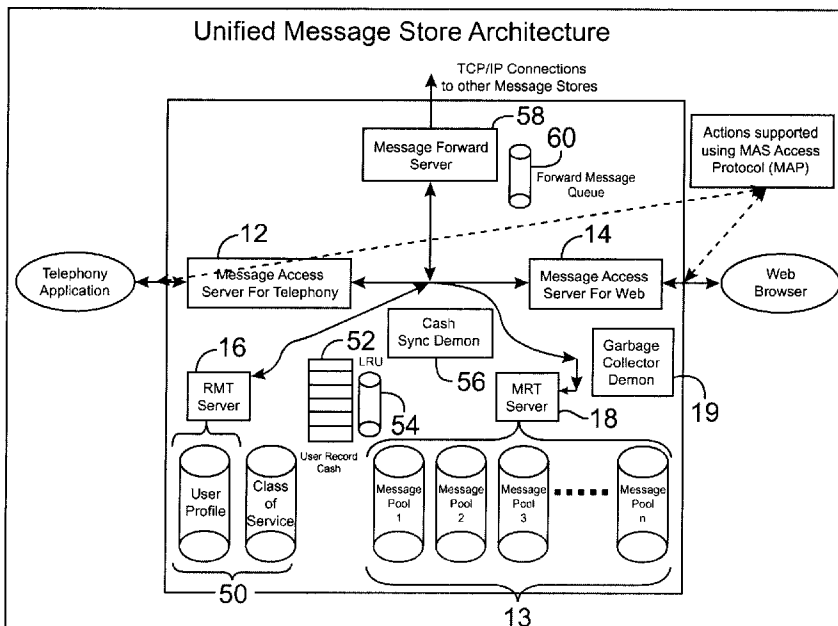 Unified Message Store Architecture
TCP/IP Connections
to other Message Stores
58
Message Forward
Server
60
Forward Message
Queue
Actions supported
using MAS Access
Protocol (MAP)
12
14
Telephony
Application
Message Access
Server For Telephony
Message Access
Server For Web
Web
Browser
Cash
Sync Demon
56
16
RMT
Server
52
LRU
54
User Record
Cash
MRT
Server
18
Garbage
Collector
Demon
19
User
Profile
Class
of
Service
Message
Pool
1
Message
Pool
2
Message
Pool
3
Message
Pool
n
50
13